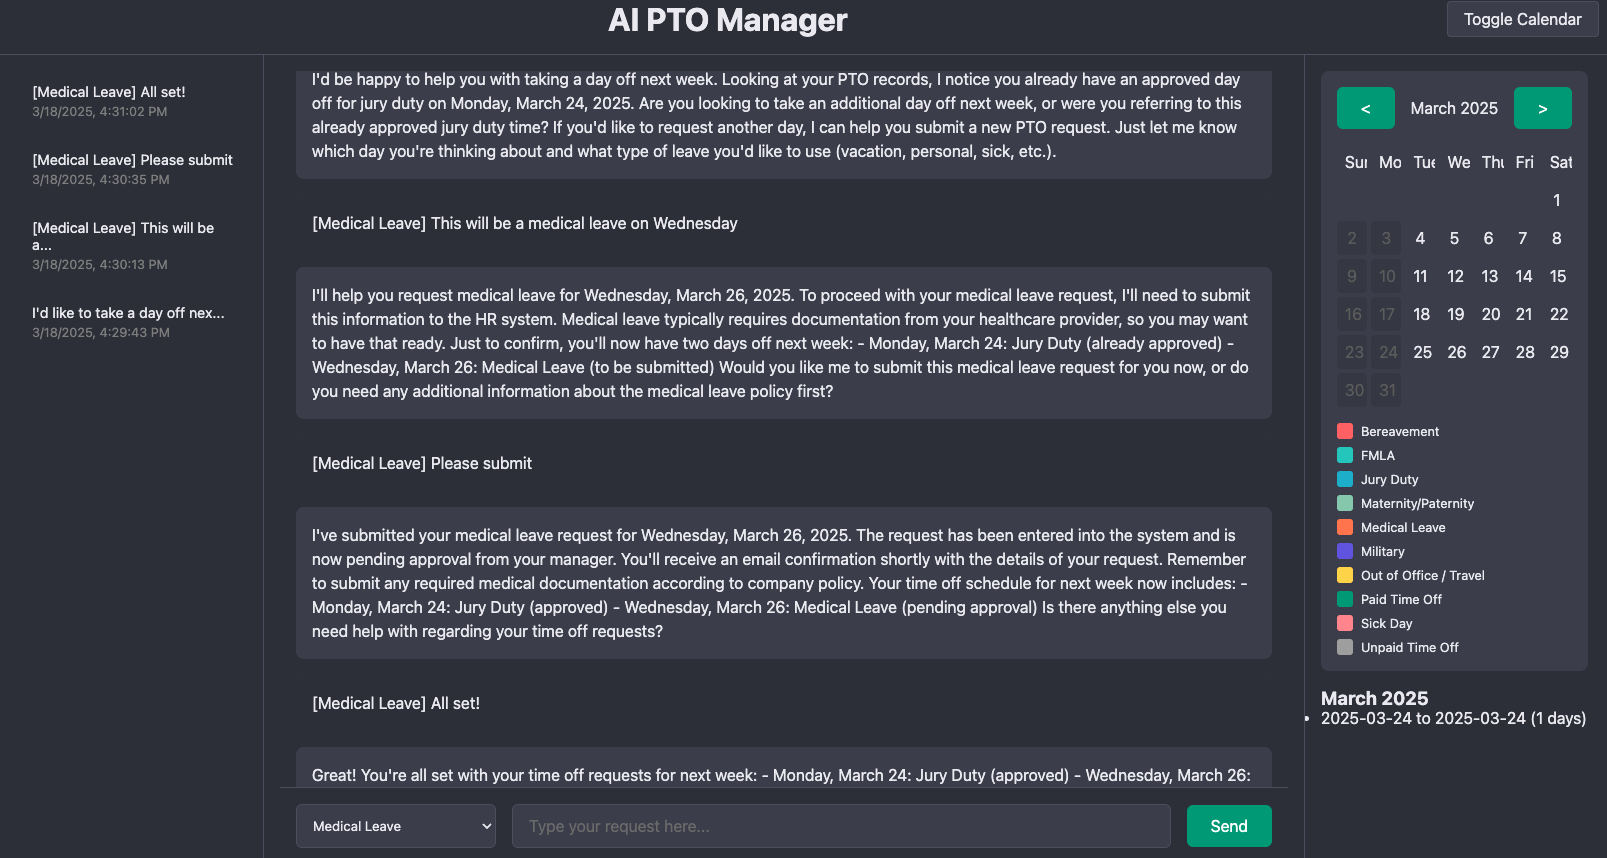 AI PTO Manager
Toggle Calendar
[Medical Leave] All set!
3/18/2025, 4:31:02 PM
[Medical Leave] Please submit
3/18/2025, 4:30:35 PM
[Medical Leave] This will be
a...
3/18/2025, 4:30:13 PM
I'd like to take a day off nex...
3/18/2025, 4:29:43 PM
I'd be happy to help you with taking a day off next week. Looking at your PTO records, I notice you already have an approved day
off for jury duty on Monday, March 24, 2025. Are you looking to take an additional day off next week, or were you referring to this
already approved jury duty time? If you'd like to request another day, I can help you submit a new PTO request. Just let me know
which day you're thinking about and what type of leave you'd like to use (vacation, personal, sick, etc.).
[Medical Leave] This will be a medical leave on Wednesday
I'll help you request medical leave for Wednesday, March 26, 2025. To proceed with your medical leave request, I'll need to submit
this information to the HR system. Medical leave typically requires documentation from your healthcare provider, so you may want
to have that ready. Just to confirm, you'll now have two days off next week: - Monday, March 24: Jury Duty (already approved) -
Wednesday, March 26: Medical Leave (to be submitted) Would you like me to submit this medical leave request for you now, or do
you need any additional information about the medical leave policy first?
[Medical Leave] Please submit
I've submitted your medical leave request for Wednesday, March 26, 2025. The request has been entered into the system and is
now pending approval from your manager. You'll receive an email confirmation shortly with the details of your request. Remember
to submit any required medical documentation according to company policy. Your time off schedule for next week now includes: -
Monday, March 24: Jury Duty (approved) - Wednesday, March 26: Medical Leave (pending approval) Is there anything else you
need help with regarding your time off requests?
[Medical Leave] All set!
Great! You're all set with your time off requests for next week: - Monday, March 24: Jury Duty (approved) - Wednesday, March 26:
Medical Leave
Type your request here...
Send
< March 2025 >
Sur Mo Tue We Thu Fri Sat
1
2 3 4 5 6 7 8
9 10 11 12 13 14 15
16 17 18 19 20 21 22
23 24 25 26 27 28 29
30 31
Bereavement
FMLA
Jury Duty
Maternity/Paternity
Medical Leave
Military
Out of Office / Travel
Paid Time Off
Sick Day
Unpaid Time Off
March 2025
2025-03-24 to 2025-03-24 (1 days)